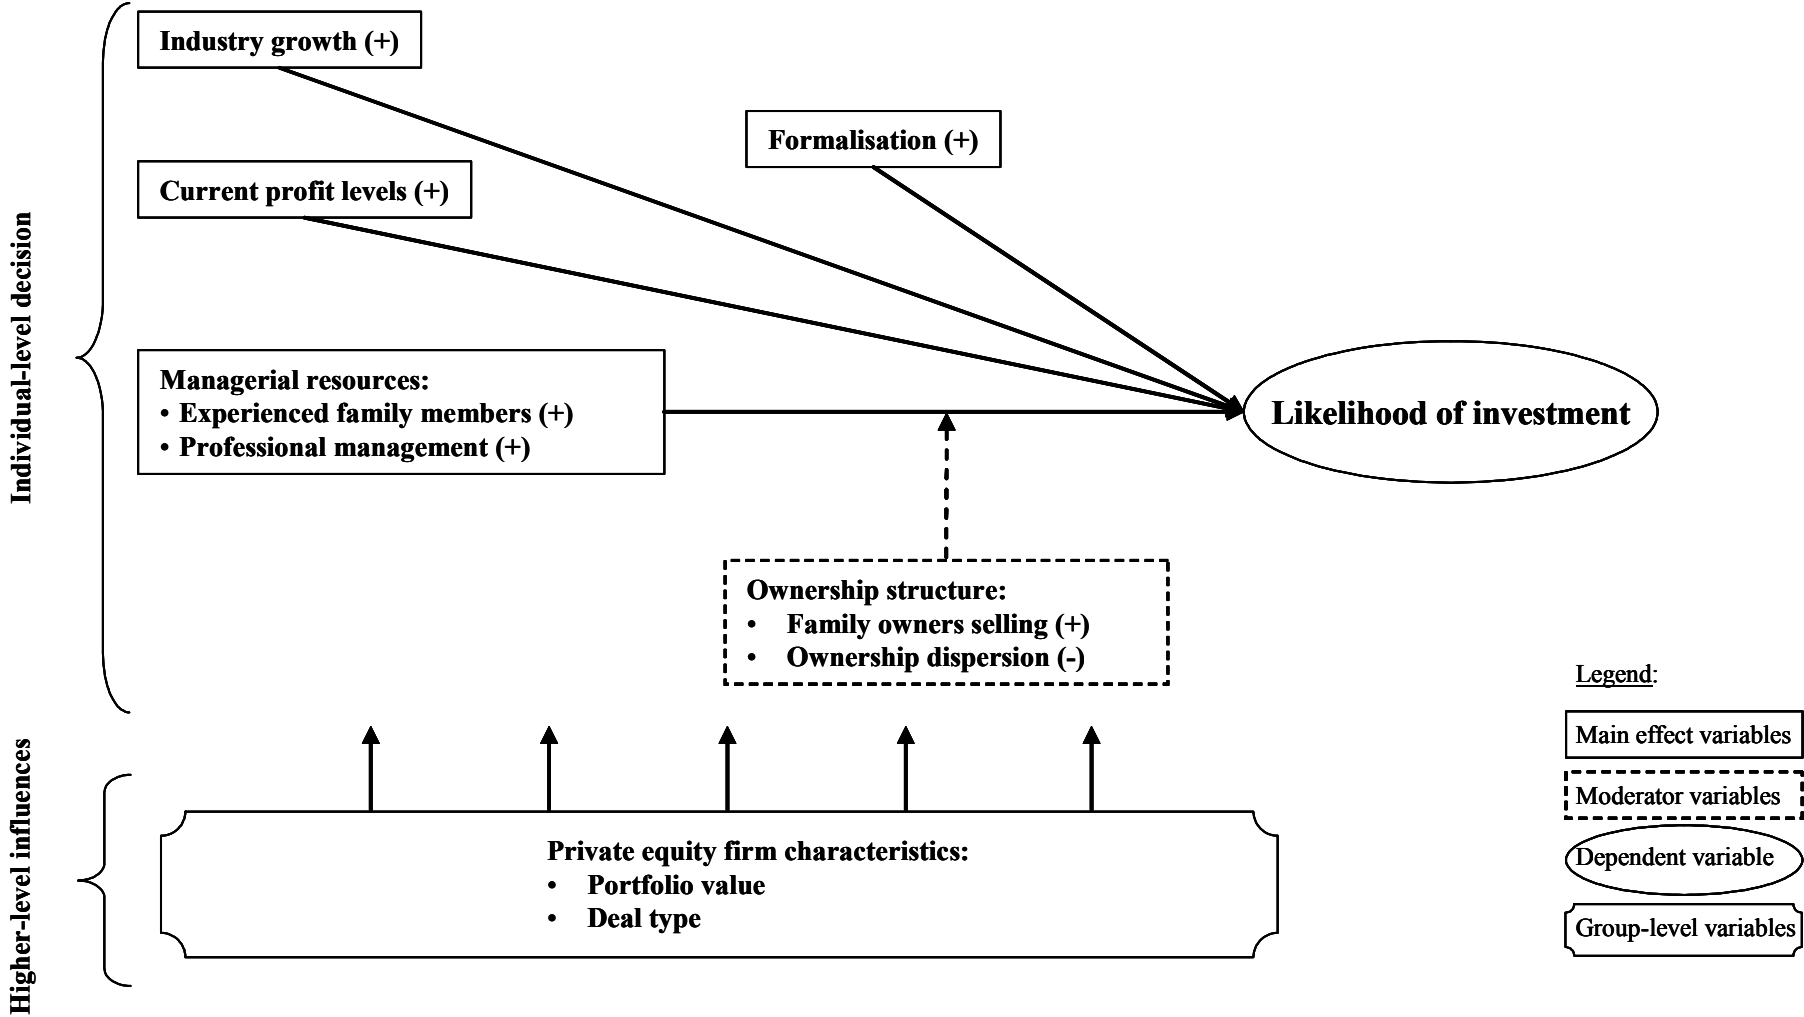 Individual-level decision
Industry growth (+)
Formalisation (+)
Current profit levels (+)
Managerial resources:
• Experienced family members (+)
• Professional management (+)
Likelihood of investment
Ownership structure:
• Family owners selling (+)
• Ownership dispersion (-)
Higher-level influences
Private equity firm characteristics:
• Portfolio value
• Deal type
Legend:
Main effect variables
Moderator variables
Dependent variable
Group-level variables